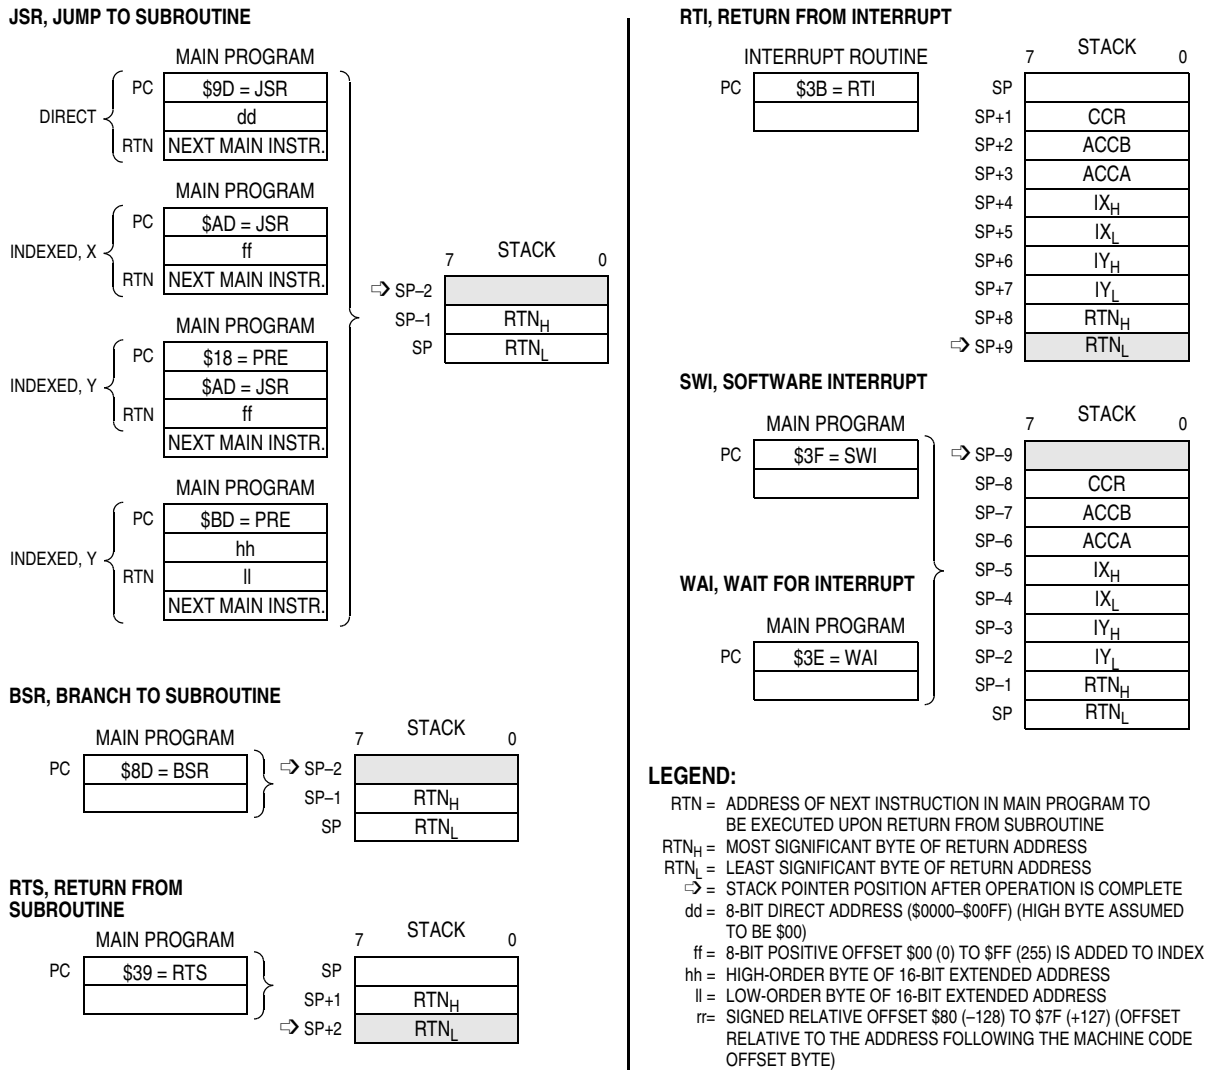 JSR, JUMP TO SUBROUTINE
MAIN PROGRAM
DIRECT
PC $9D = JSR
dd
RTN NEXT MAIN INSTR.
MAIN PROGRAM
INDEXED, X
PC $AD = JSR
ff
RTN NEXT MAIN INSTR.
MAIN PROGRAM
INDEXED, Y
PC $18 = PRE
$AD = JSR
RTN ff
NEXT MAIN INSTR.
MAIN PROGRAM
INDEXED, Y
PC $BD = PRE
hh
RTN ll
NEXT MAIN INSTR.
7 STACK 0
⇨ SP–2
SP–1 RTNH
SP RTNL
BSR, BRANCH TO SUBROUTINE
MAIN PROGRAM
PC $8D = BSR
7 STACK 0
⇨ SP–2
SP–1 RTNH
SP RTNL
RTS, RETURN FROM
SUBROUTINE
MAIN PROGRAM
PC $39 = RTS
7 STACK 0
SP
SP+1 RTNH
⇨ SP+2 RTNL
RTI, RETURN FROM INTERRUPT
INTERRUPT ROUTINE
PC $3B = RTI
7 STACK 0
SP
SP+1 CCR
SP+2 ACCB
SP+3 ACCA
SP+4 IXH
SP+5 IXL
SP+6 IYH
SP+7 IYL
SP+8 RTNH
⇨ SP+9 RTNL
SWI, SOFTWARE INTERRUPT
MAIN PROGRAM
PC $3F = SWI
WAI, WAIT FOR INTERRUPT
MAIN PROGRAM
PC $3E = WAI
7 STACK 0
⇨ SP–9
SP–8 CCR
SP–7 ACCB
SP–6 ACCA
SP–5 IXH
SP–4 IXL
SP–3 IYH
SP–2 IYL
SP–1 RTNH
SP RTNL
LEGEND:
RTN = ADDRESS OF NEXT INSTRUCTION IN MAIN PROGRAM TO
BE EXECUTED UPON RETURN FROM SUBROUTINE
RTNH = MOST SIGNIFICANT BYTE OF RETURN ADDRESS
RTNL = LEAST SIGNIFICANT BYTE OF RETURN ADDRESS
⇨ = STACK POINTER POSITION AFTER OPERATION IS COMPLETE
dd = 8-BIT DIRECT ADDRESS ($0000–$00FF) (HIGH BYTE ASSUMED
TO BE $00)
ff = 8-BIT POSITIVE OFFSET $00 (0) TO $FF (255) IS ADDED TO INDEX
hh = HIGH-ORDER BYTE OF 16-BIT EXTENDED ADDRESS
ll = LOW-ORDER BYTE OF 16-BIT EXTENDED ADDRESS
rr= SIGNED RELATIVE OFFSET $80 (–128) TO $7F (+127) (OFFSET
RELATIVE TO THE ADDRESS FOLLOWING THE MACHINE CODE
OFFSET BYTE)